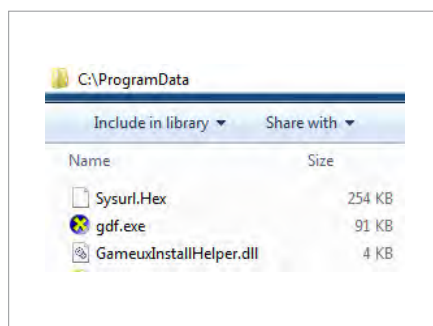 C:\ProgramData
Include in library Share with
Name Size
Sysurl.Hex 254 KB
gdf.exe 91 KB
GameuxInstallHelper.dll 4 KB